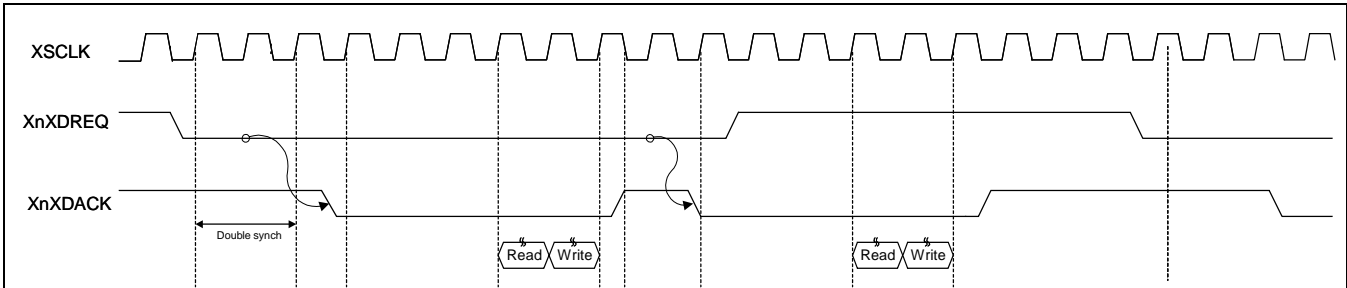 XSCLK
XnXDREQ
XnXDACK
Double synch
Read Write Read Write